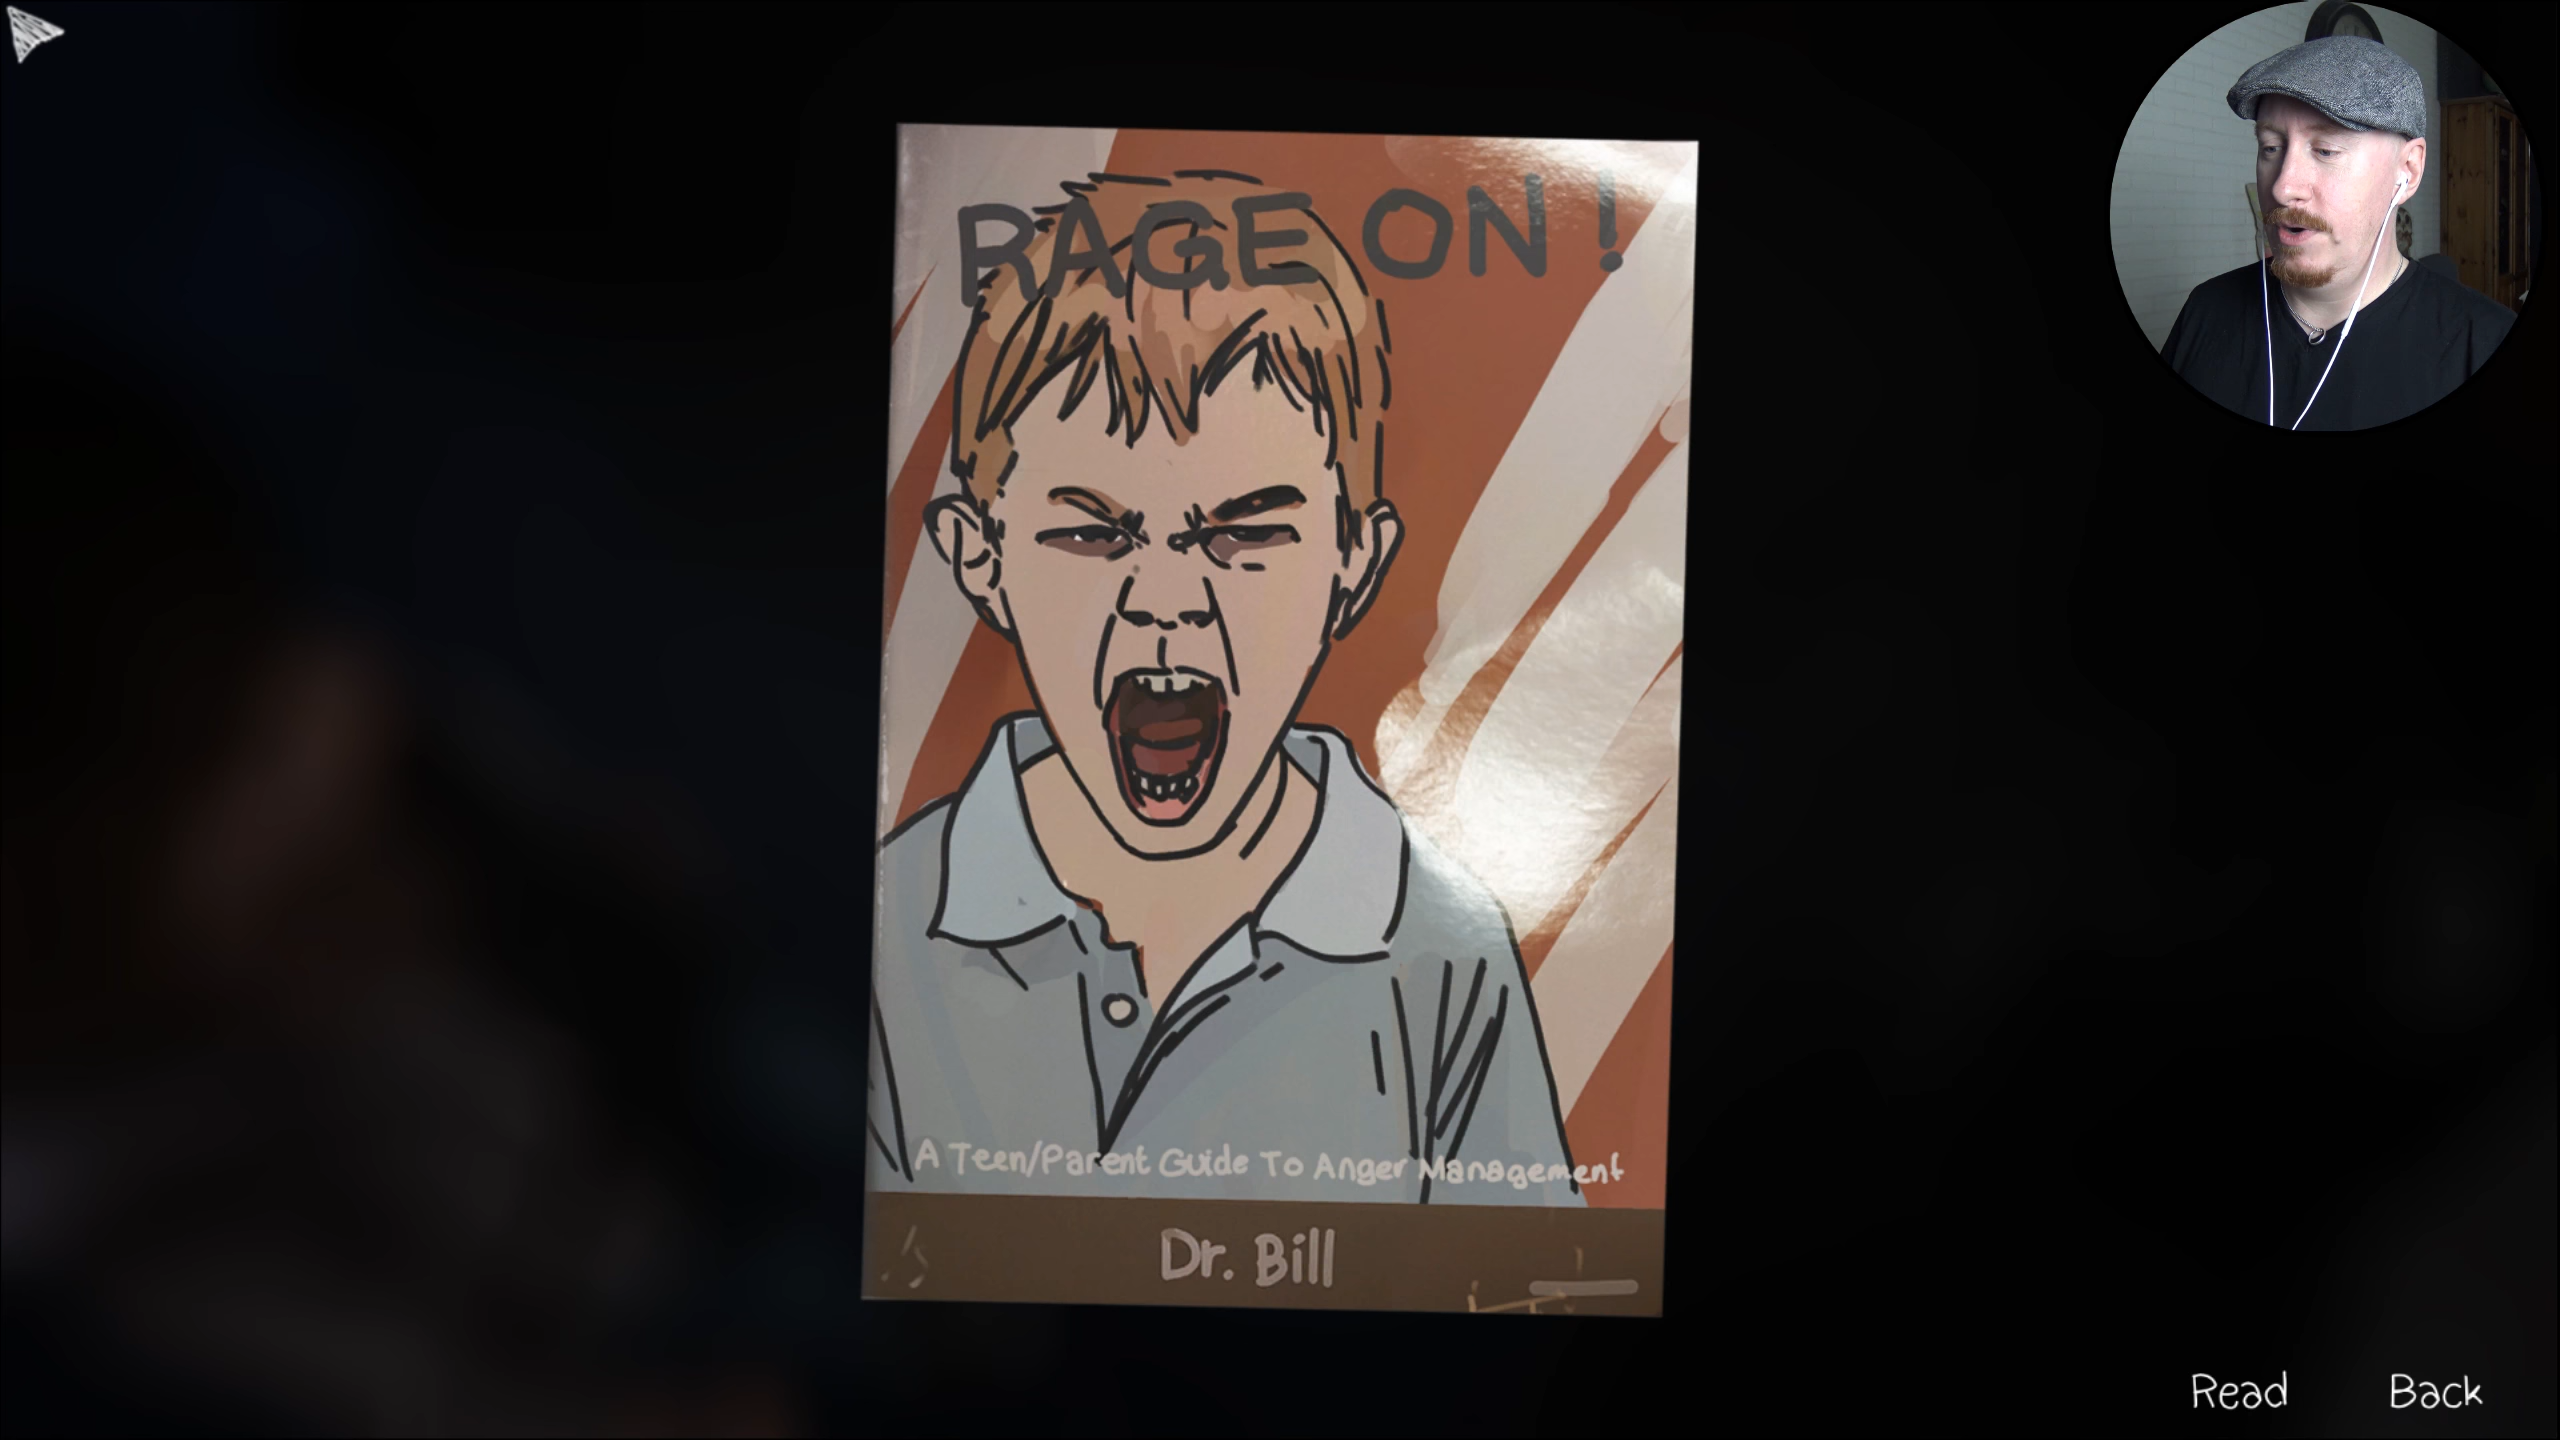 RAGE ON!
A Teen/Parent Guide To Anger Management
Dr. Bill
Read
Back